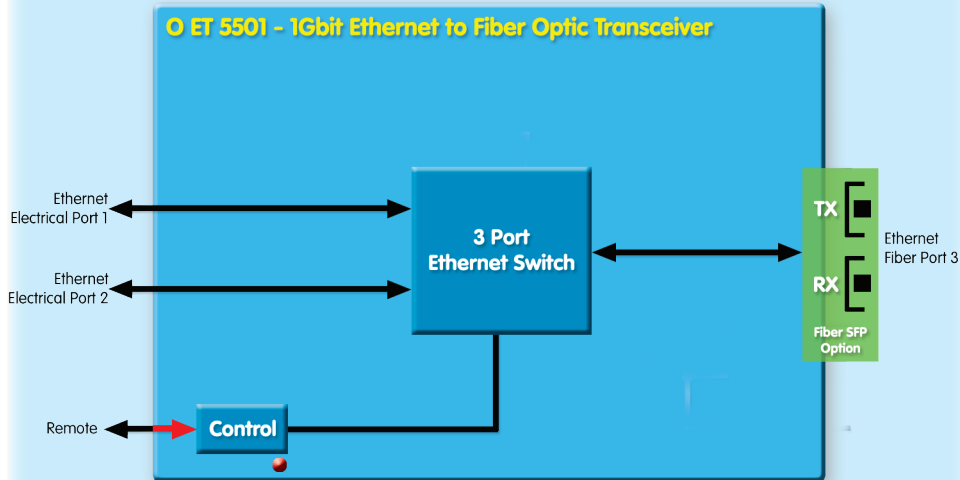 O ET 5501 - 1Gbit Ethernet to Fiber Optic Transceiver
Ethernet
Electrical Port 1
Ethernet
Electrical Port 2
3 Port
Ethernet Switch
TX
RX
Fiber SFP
Option
Ethernet
Fiber Port 3
Remote
Control